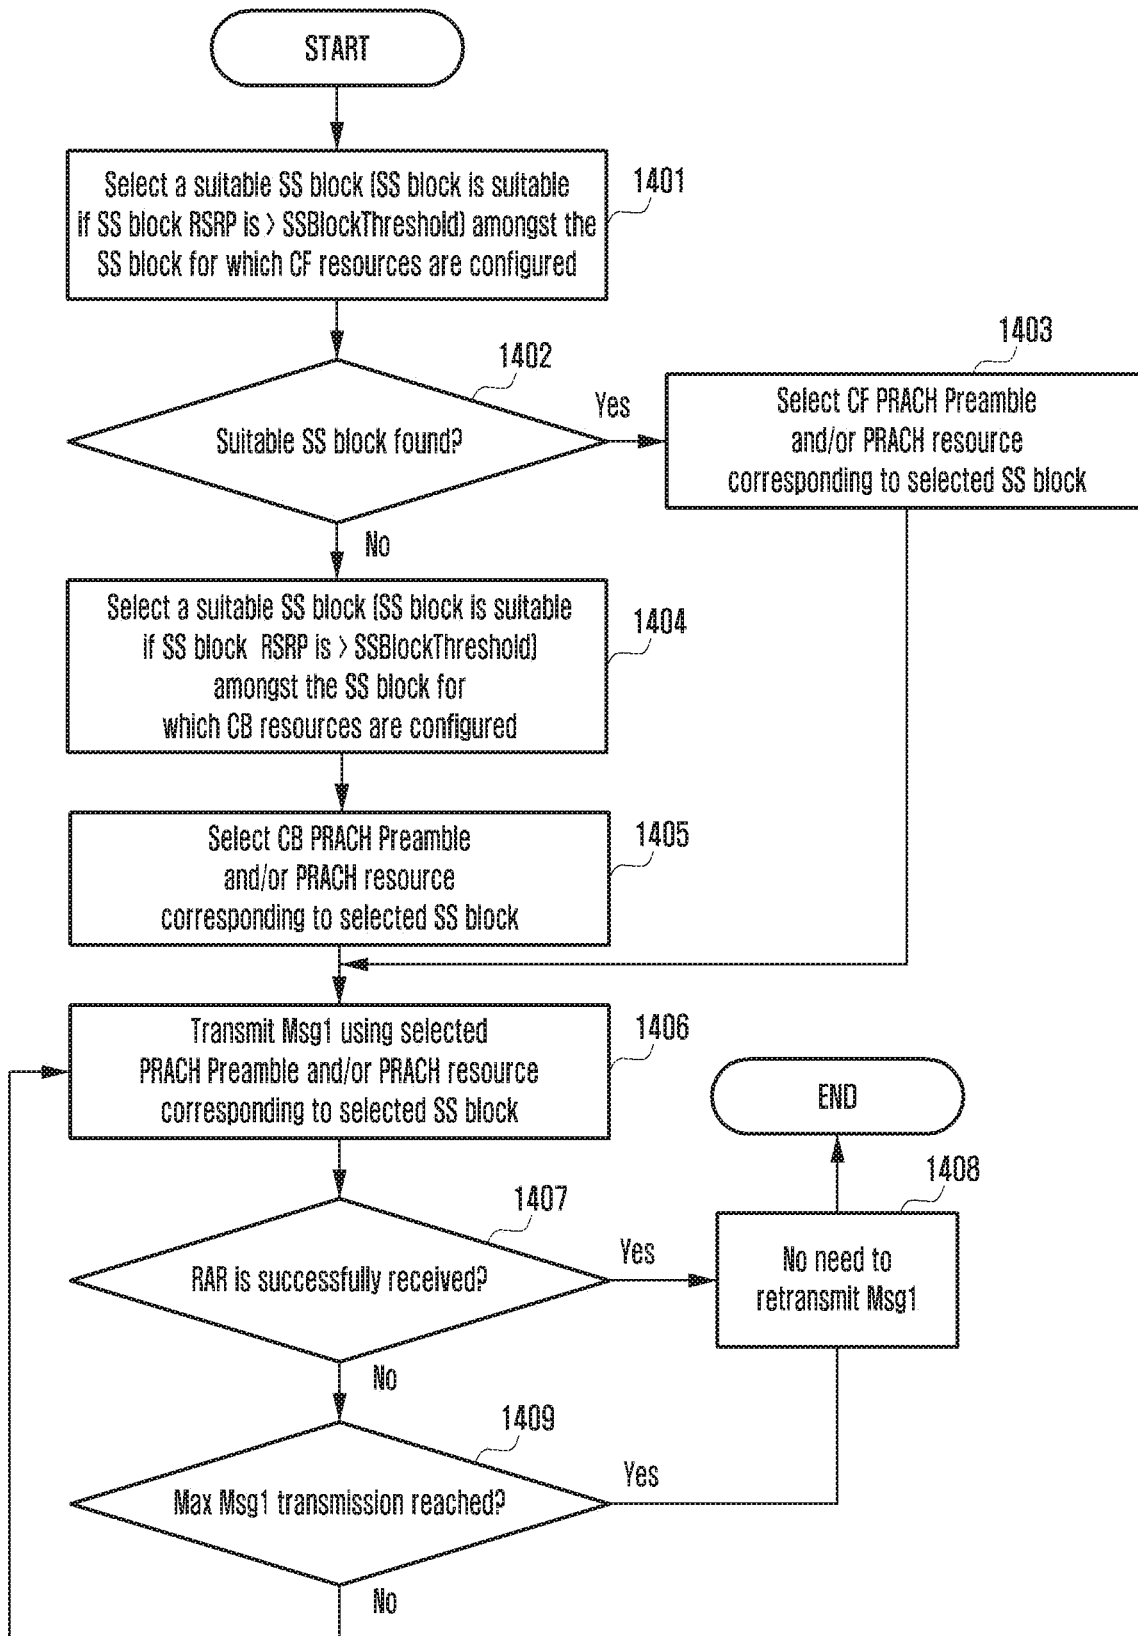 START
Select a suitable SS block (SS block is suitable
if SS block RSRP is > SSBlockThreshold) amongst the
SS block for which CF resources are configured
1401
1402
Suitable SS block found?
Yes
No
1403
Select CF PRACH Preamble
and/or PRACH resource
corresponding to selected SS block
Select a suitable SS block (SS block is suitable
if SS block RSRP is > SSBlockThreshold)
amongst the SS block for
which CB resources are configured
1404
Select CB PRACH Preamble
and/or PRACH resource
corresponding to selected SS block
1405
Transmit Msg1 using selected
PRACH Preamble and/or PRACH resource
corresponding to selected SS block
1406
END
1407
RAR is successfully received?
Yes
No
1408
No need to
retransmit Msg1
1409
Max Msg1 transmission reached?
Yes
No